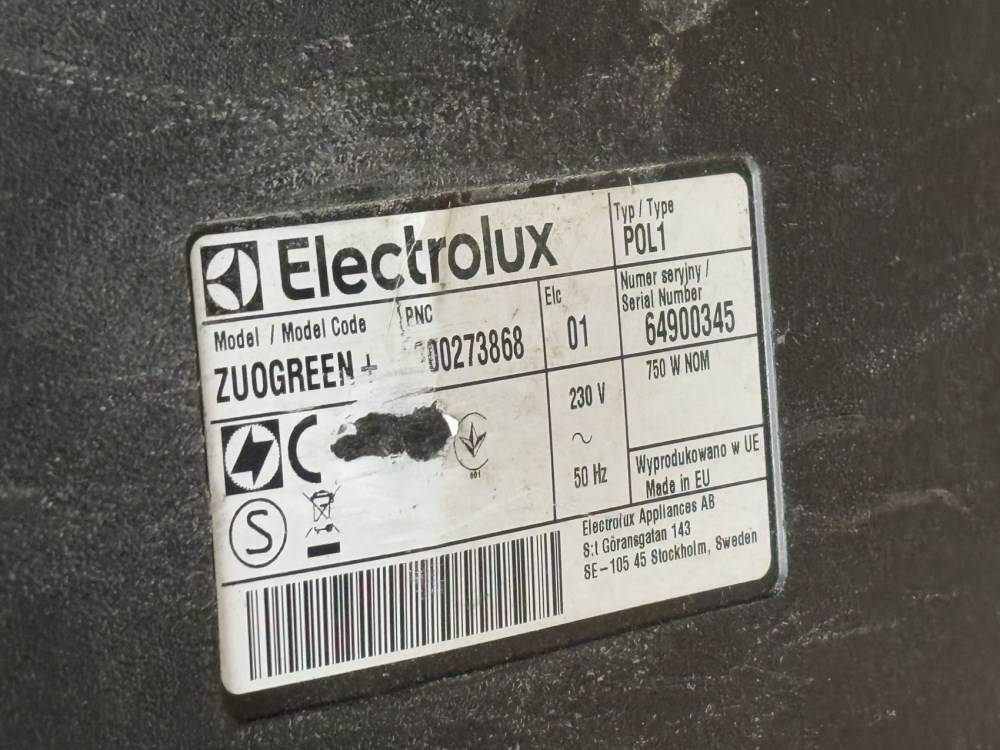 Electrolux
Typ / Type
POL1
Model / Model Code
ZUOGREEN+
PNC
00273868
Elc
01
Numer seryjny /
Serial Number
64900345
230 V
~
50 Hz
750 W NOM
Wyprodukowano w UE
Made in EU
001
S
Electrolux Appliances AB
S:t Göransgatan 143
SE-105 45 Stockholm, Sweden